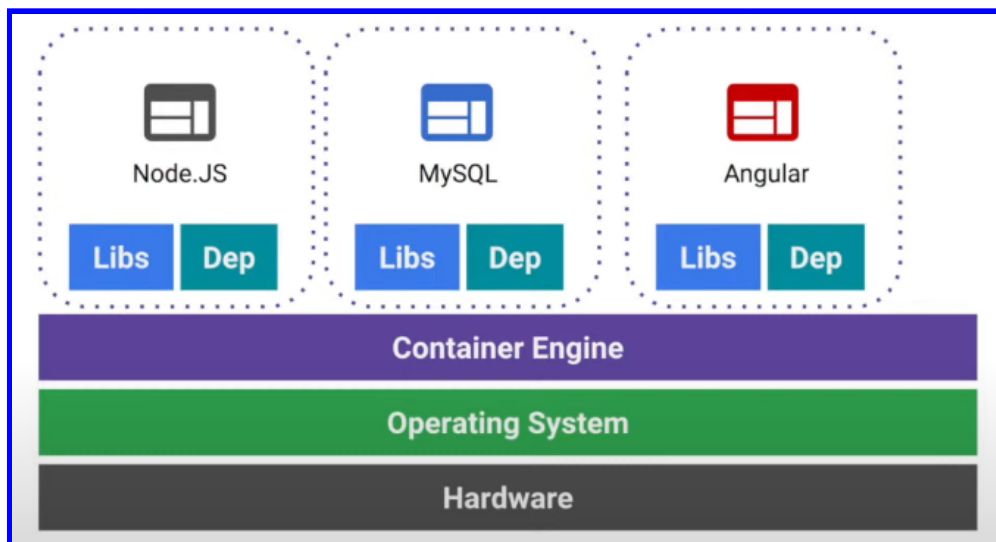 Node.JS
MySQL
Angular
Libs Dep
Libs Dep
Libs Dep
Container Engine
Operating System
Hardware